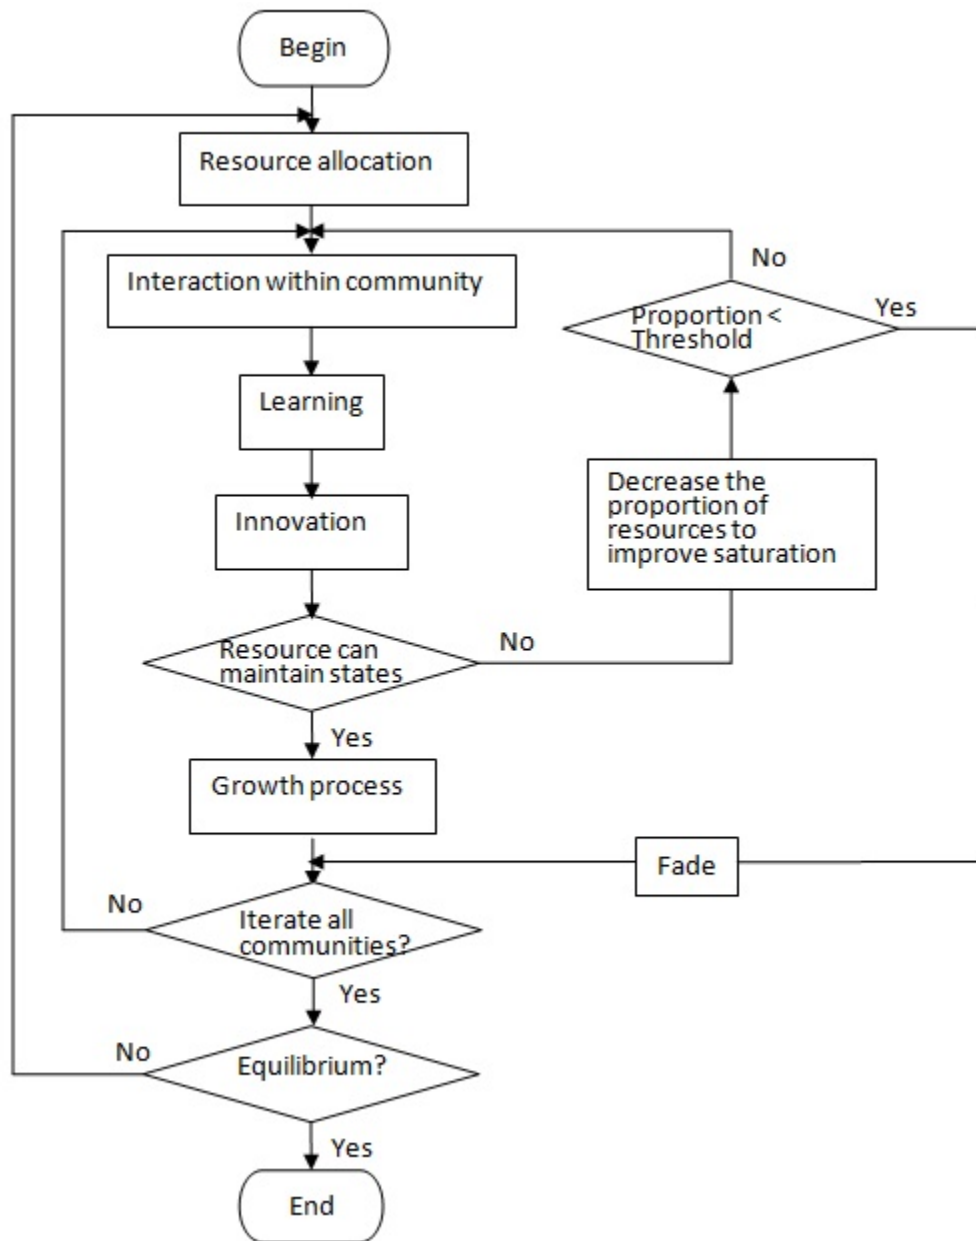 Begin
Resource allocation
Interaction within community
No
Proportion <
Threshold
Yes
Learning
Decrease the
proportion of
resources to
improve saturation
Innovation
Resource can
maintain states
No
Yes
Growth process
Fade
No
Iterate all
communities?
Yes
No
Equilibrium?
Yes
End